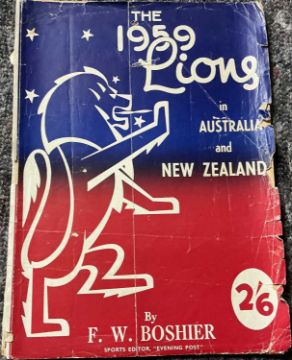 THE
1959
Lions
in
AUSTRALIA
and
NEW ZEALAND
2/6
By
F. W. BOSHIER
SPORTS EDITOR, "EVENING POST"